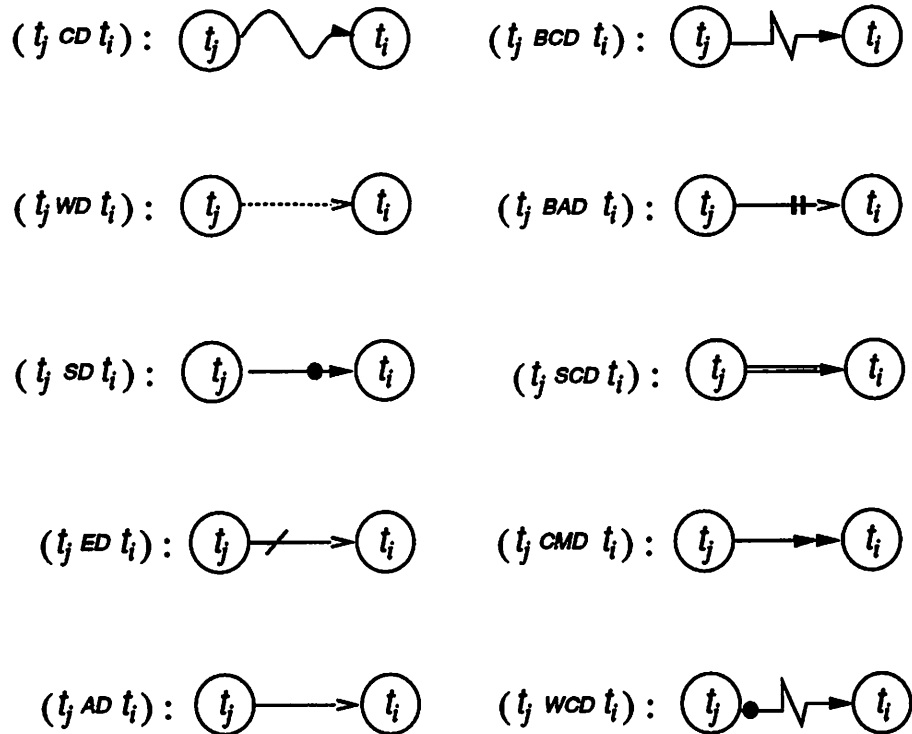 (t_j CD t_i) : t_j t_i
(t_j BCD t_i) : t_j t_i
(t_j WD t_i) : t_j t_i
(t_j BAD t_i) : t_j t_i
(t_j SD t_i) : t_j t_i
(t_j SCD t_i) : t_j t_i
(t_j ED t_i) : t_j t_i
(t_j CMD t_i) : t_j t_i
(t_j AD t_i) : t_j t_i
(t_j WCD t_i) : t_j t_i